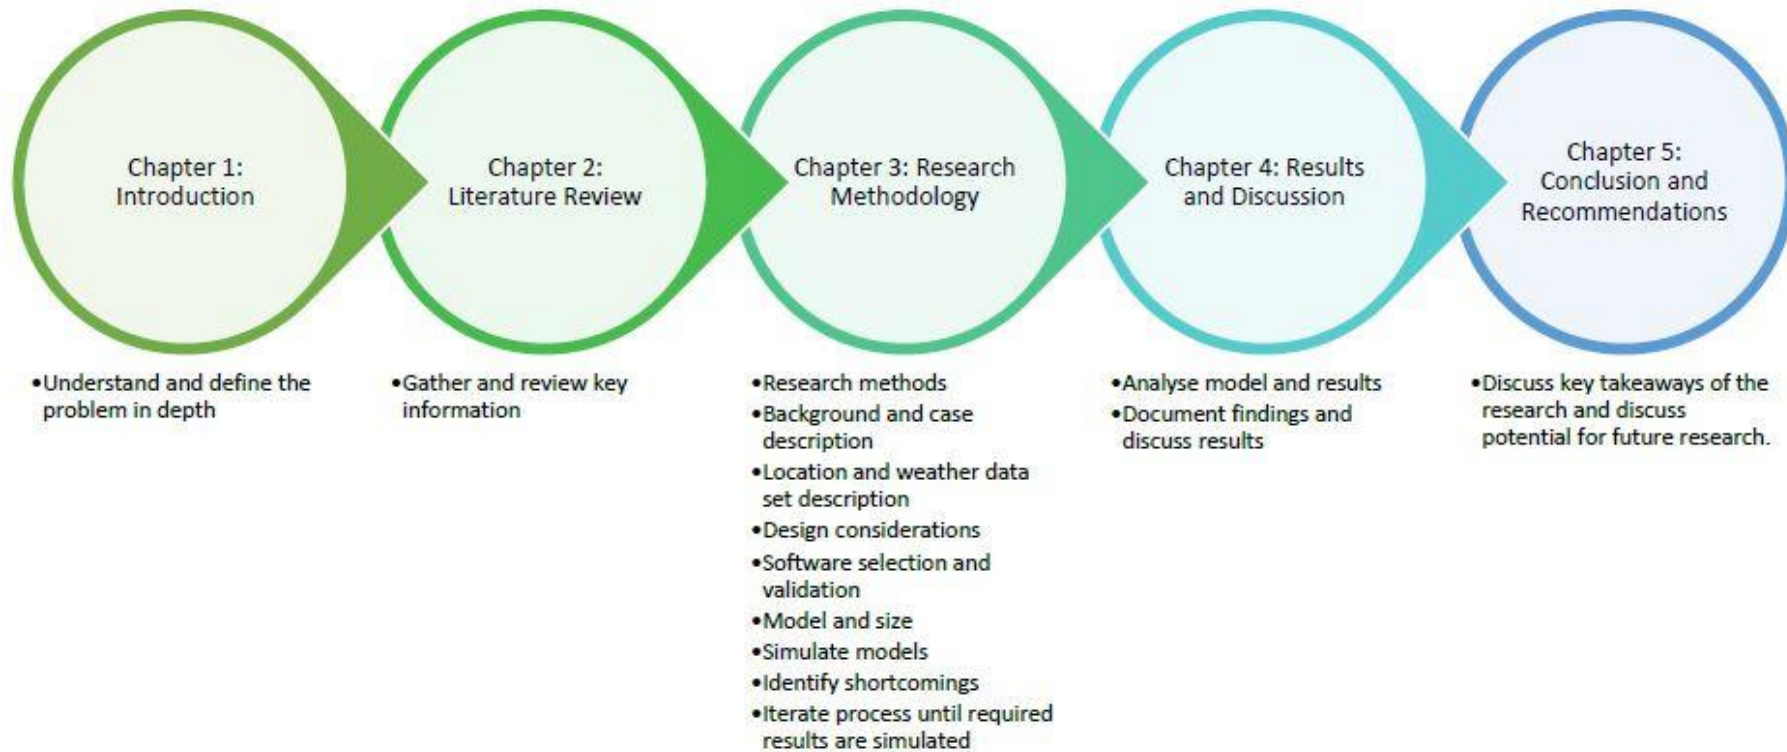 Chapter 1:
Introduction
•Understand and define the
problem in depth
Chapter 2:
Literature Review
•Gather and review key
information
Chapter 3: Research
Methodology
•Research methods
•Background and case
description
•Location and weather data
set description
•Design considerations
•Software selection and
validation
•Model and size
•Simulate models
•Identify shortcomings
•Iterate process until required
results are simulated
Chapter 4: Results
and Discussion
•Analyse model and results
•Document findings and
discuss results
Chapter 5:
Conclusion and
Recommendations
•Discuss key takeaways of the
research and discuss
potential for future research.